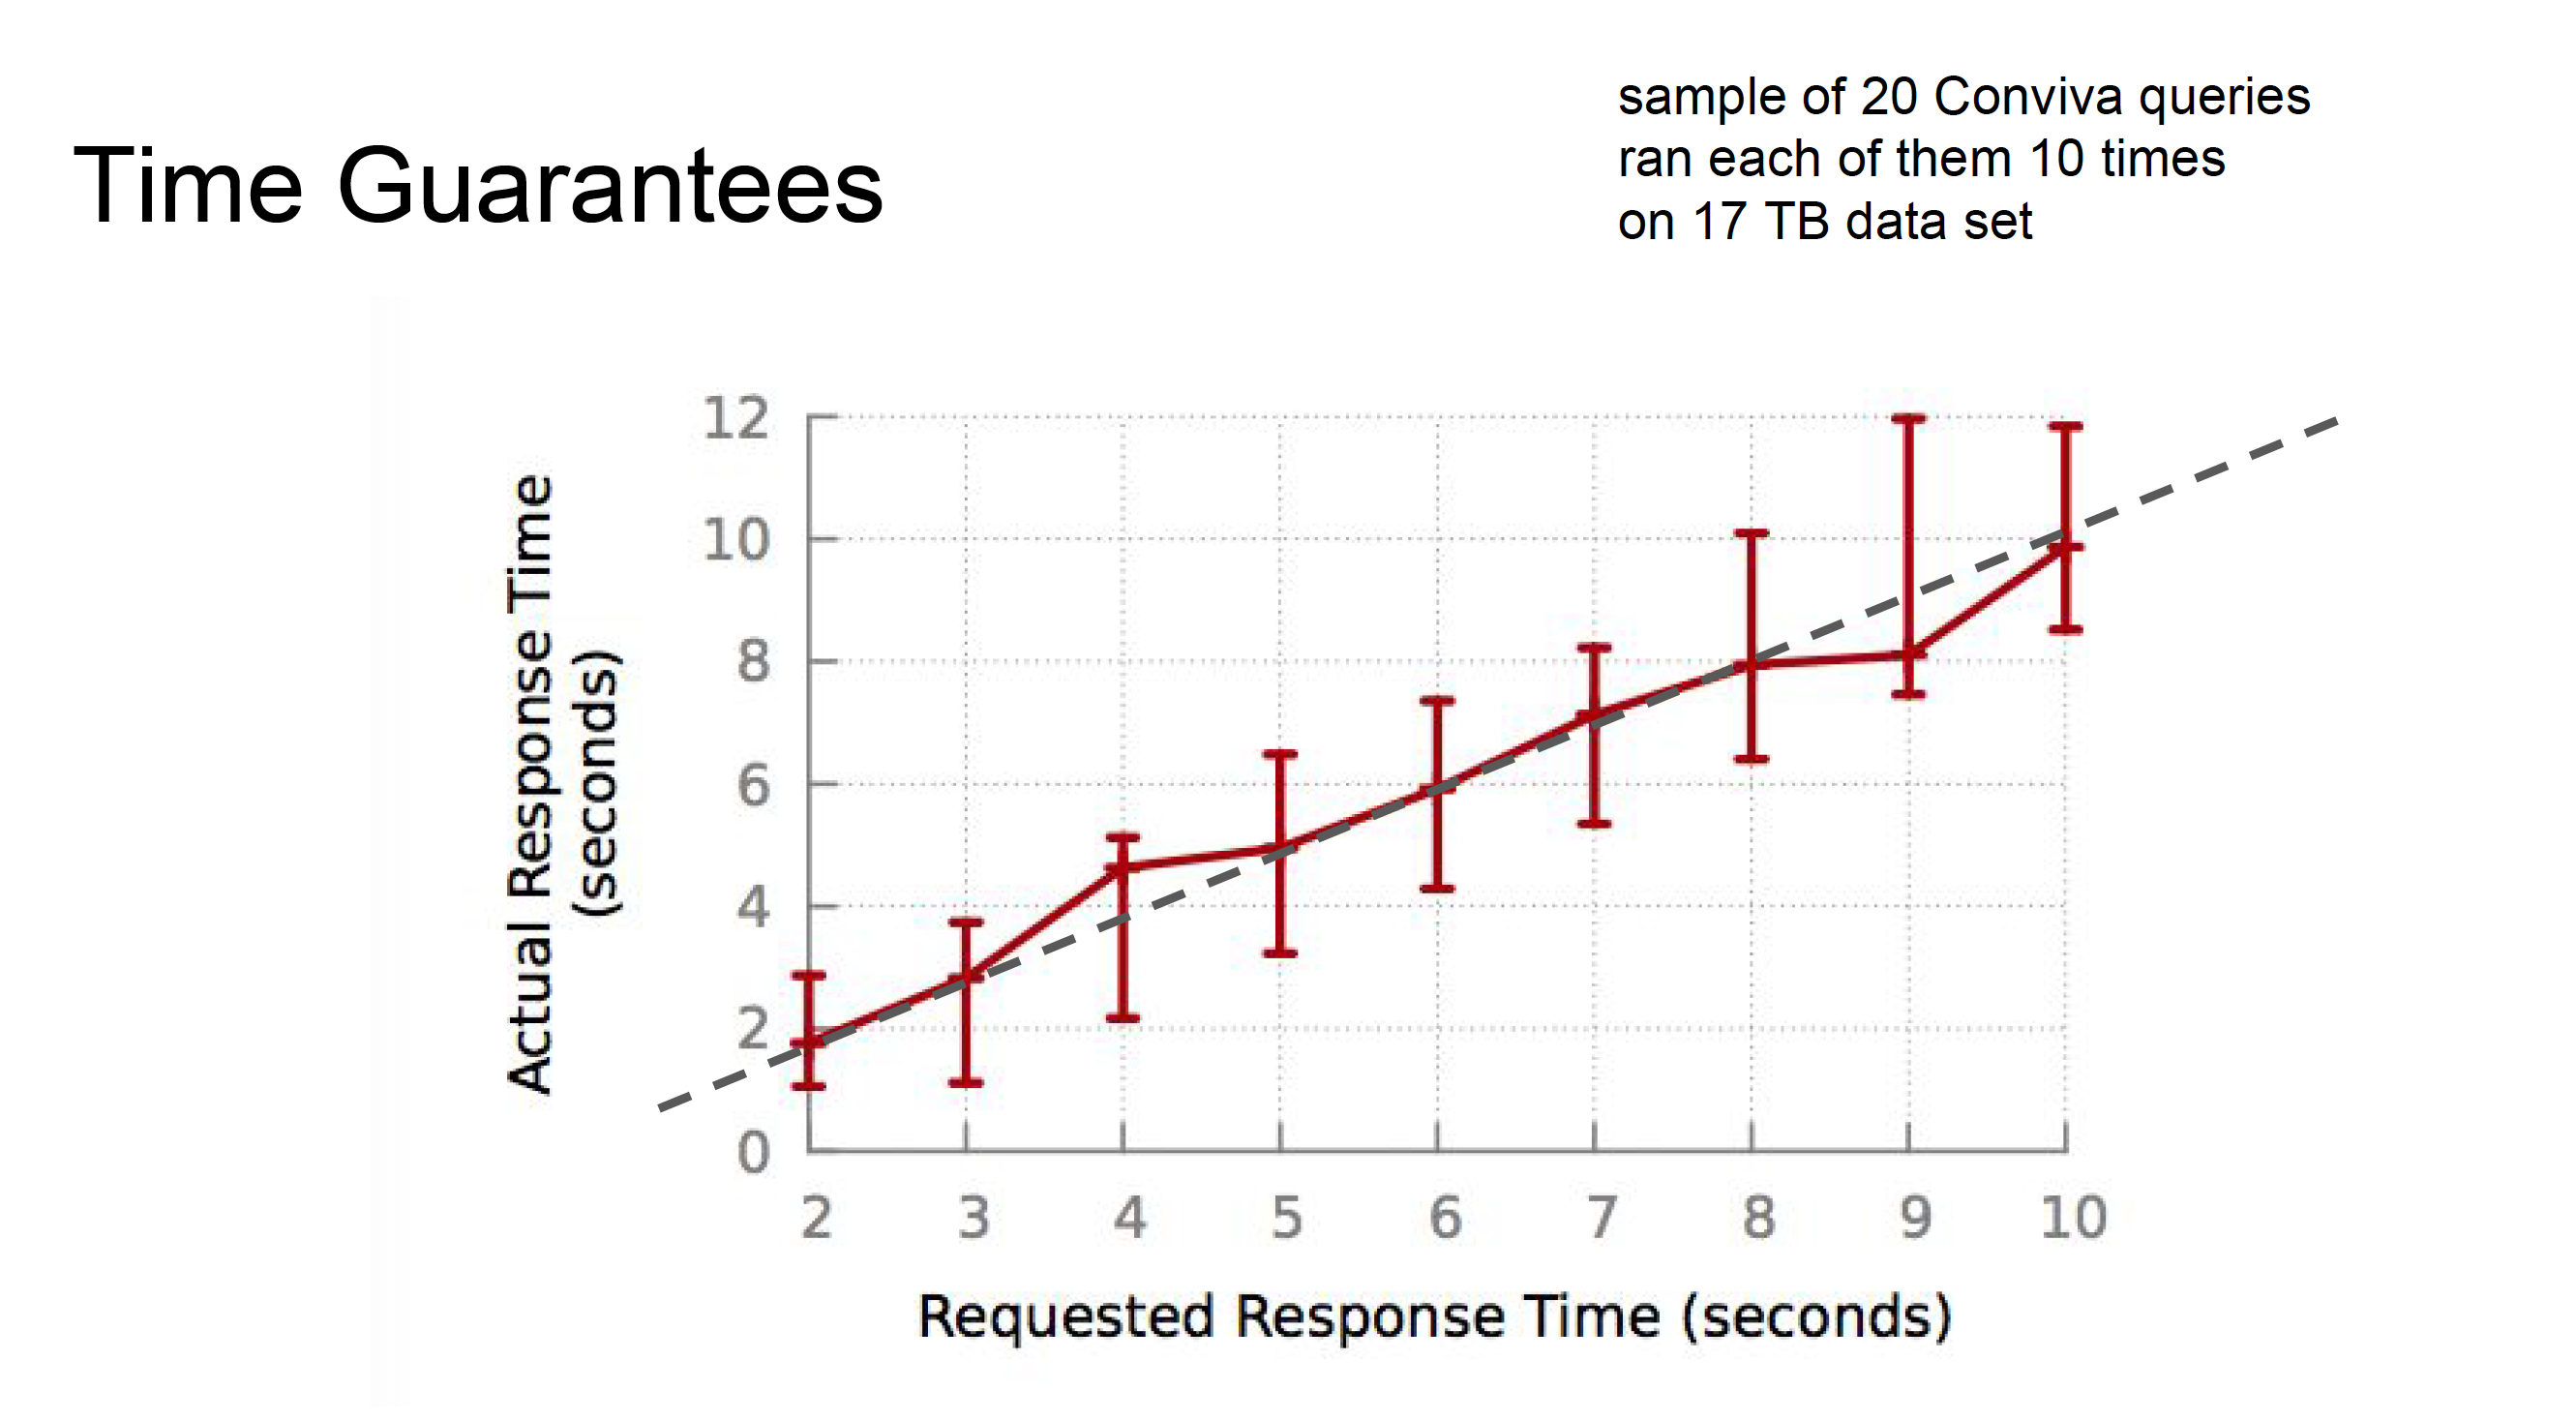 Time Guarantees
sample of 20 Conviva queries
ran each of them 10 times
on 17 TB data set
Actual Response Time
(seconds)
12
10
8
6
4
2
0
2 3 4 5 6 7 8 9 10
Requested Response Time (seconds)